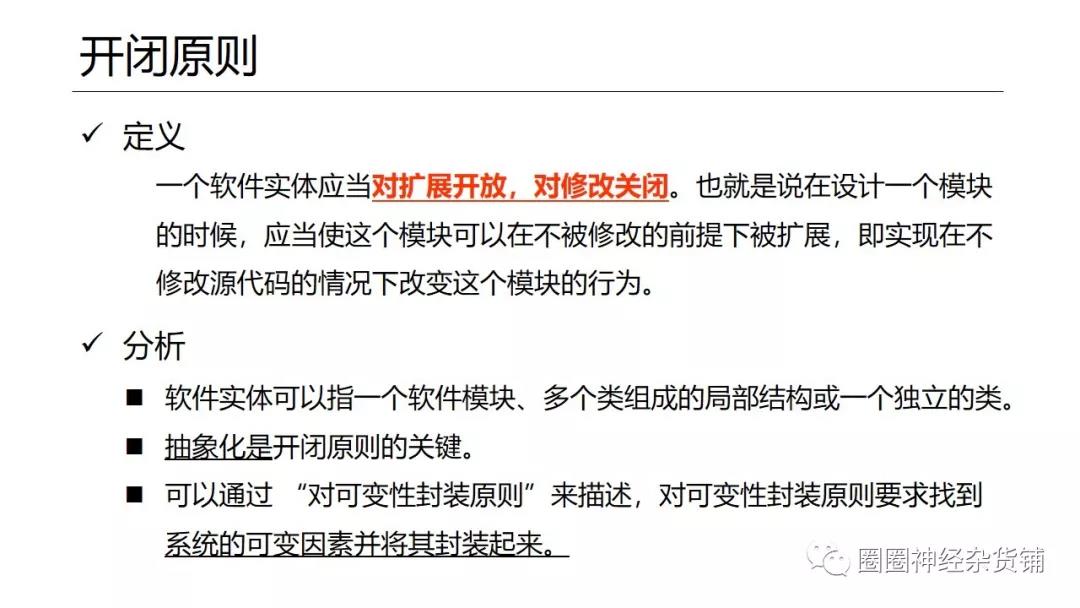 开闭原则
✓ 定义
一个软件实体应当对扩展开放，对修改关闭。也就是说在设计一个模块
的时候，应当使这个模块可以在不被修改的前提下被扩展，即实现在不
修改源代码的情况下改变这个模块的行为。
✓ 分析
■ 软件实体可以指一个软件模块、多个类组成的局部结构或一个独立的类。
■ 抽象化是开闭原则的关键。
■ 可以通过 “对可变性封装原则” 来描述，对可变性封装原则要求找到
系统的可变因素并将其封装起来。
圈圈神经杂货铺